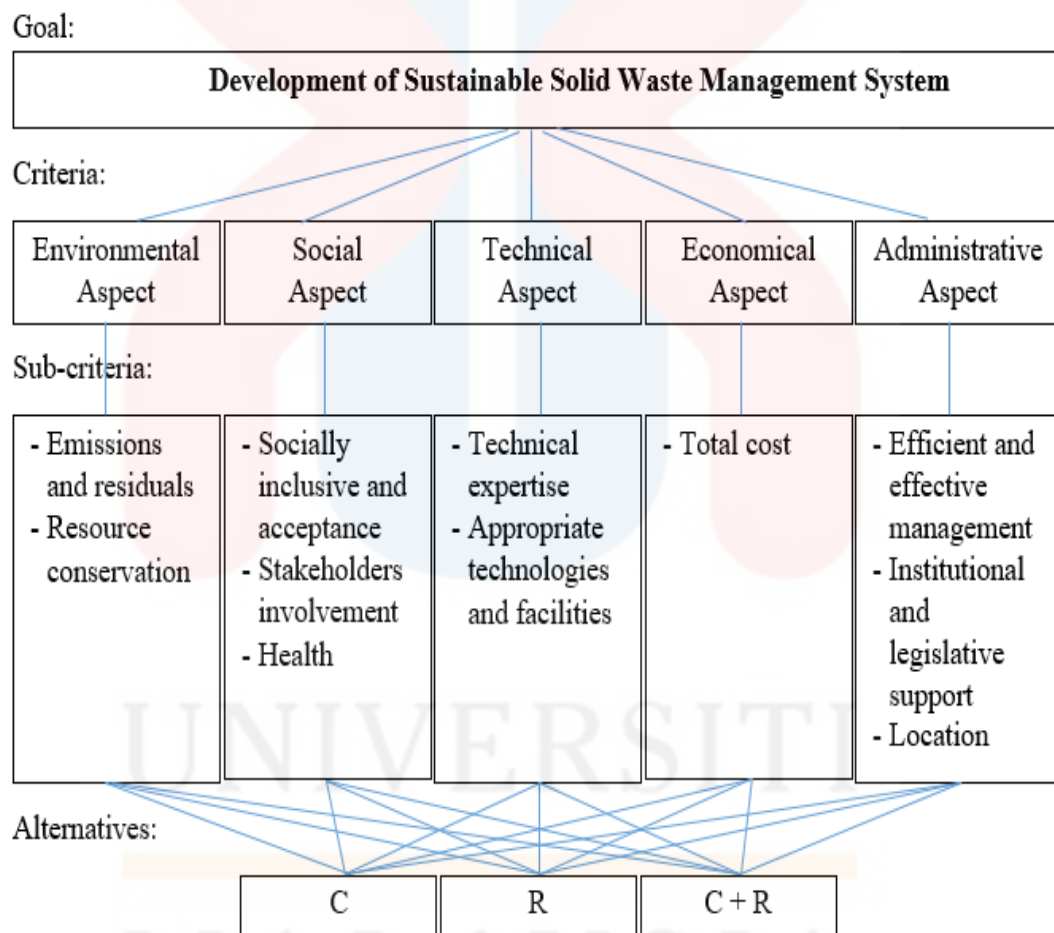 Goal:
Development of Sustainable Solid Waste Management System
Criteria:
Environmental
Aspect
Social
Aspect
Technical
Aspect
Economical
Aspect
Administrative
Aspect
Sub-criteria:
- Emissions
and residuals
- Resource
conservation
- Socially
inclusive and
acceptance
- Stakeholders
involvement
- Health
- Technical
expertise
- Appropriate
technologies
and facilities
- Total cost
- Efficient and
effective
management
- Institutional
and
legislative
support
- Location
UNIVERSITI
Alternatives:
C
R
C + R